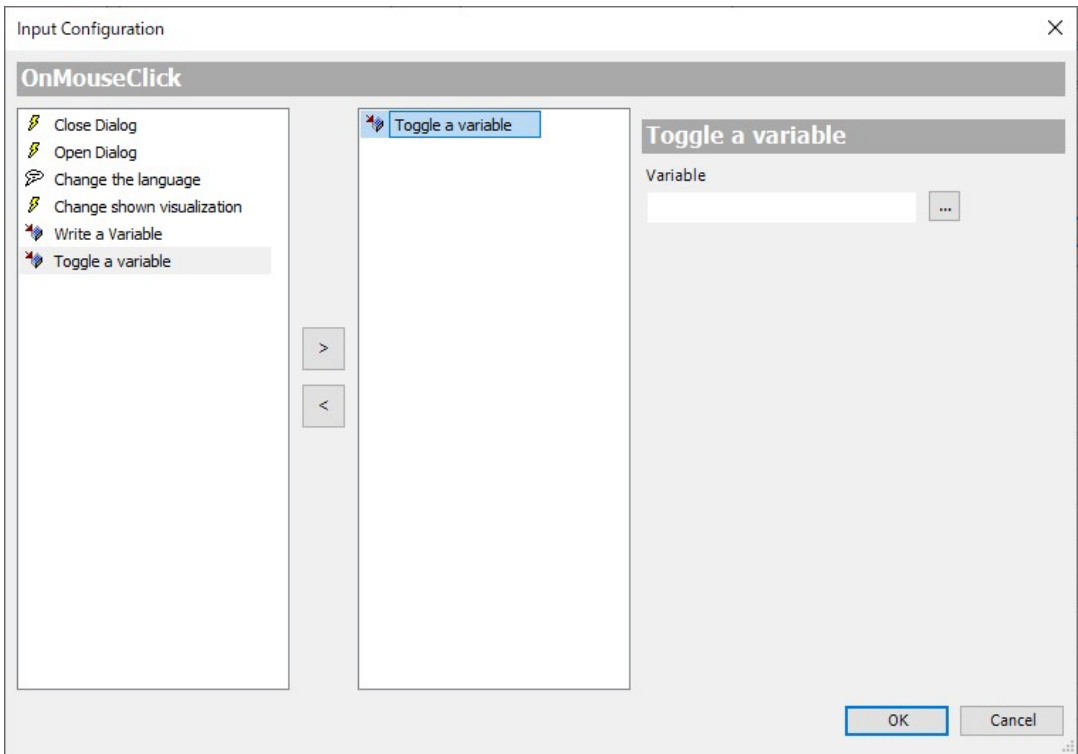 Input Configuration
OnMouseClick
Close Dialog
Open Dialog
Change the language
Change shown visualization
Write a Variable
Toggle a variable
>
<
Toggle a variable
Toggle a variable
Variable
...
OK
Cancel